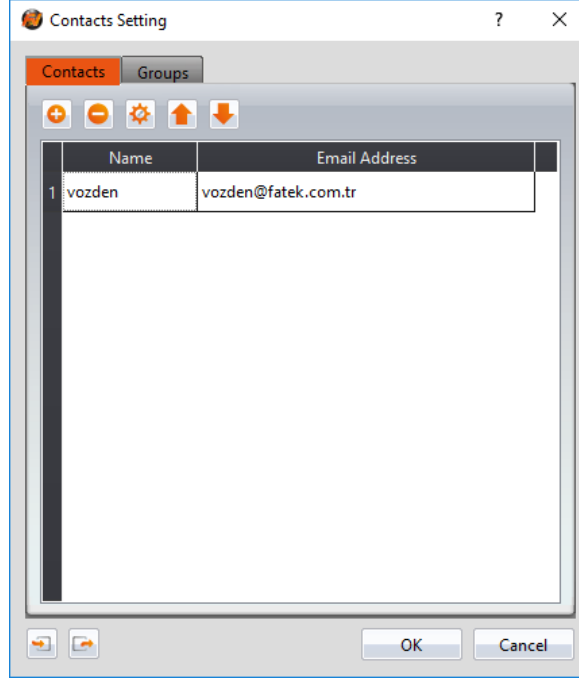 Contacts Setting
?
Contacts Groups
Name Email Address
1 vozden vozden@fatek.com.tr
OK Cancel